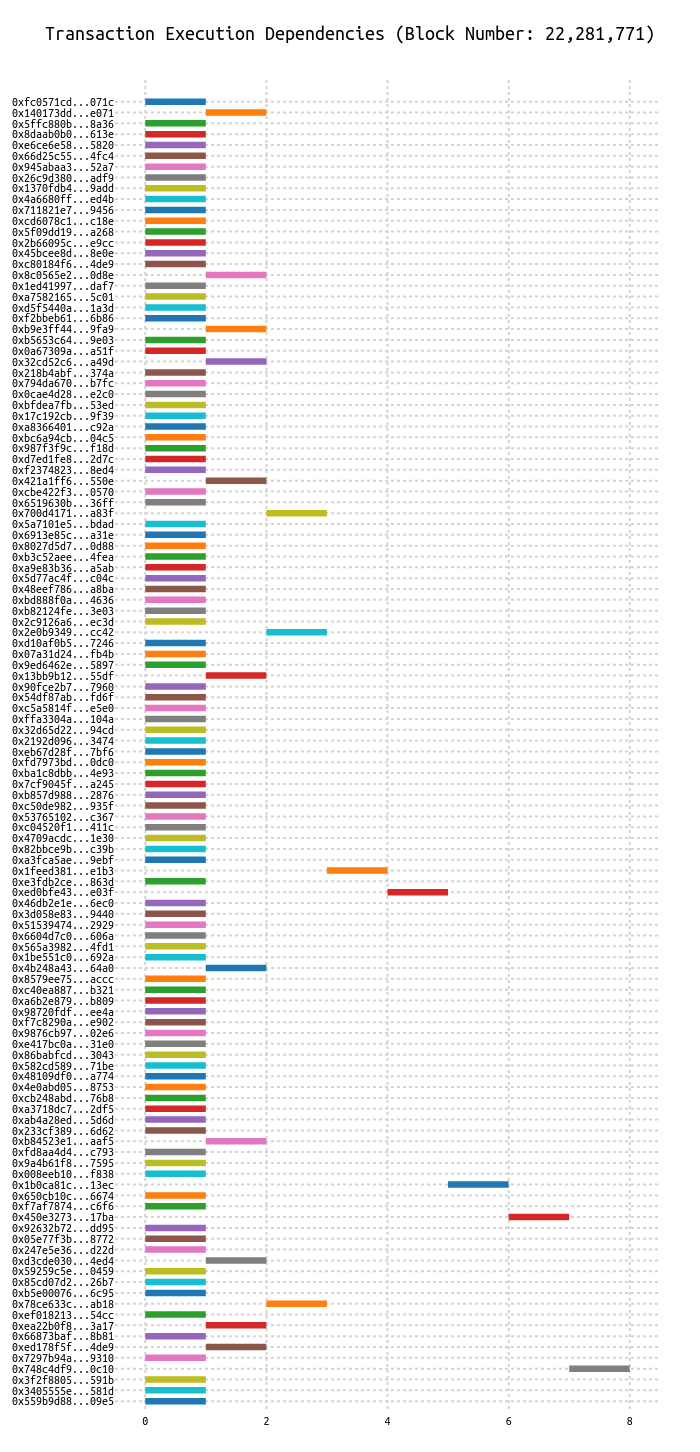 Transaction Execution Dependencies (Block Number: 22,281,771)
0xfc0571cd...071c
0x140173dd...e071
0x5ffc880b...8a36
0x8daab0b0...613e
0xe6ce6e58...5820
0x66d25c55...4fc4
0x945abaa3...52a7
0x26c9d380...adf9
0x1370fdb4...9add
0x4a6680ff...ed4b
0x711821e7...9456
0xcd6078c1...c18e
0x5f09dd19...a268
0x2b66095c...e9cc
0x45bcee8d...8e0e
0xc80184f6...4de9
0x8c0565e2...0d8e
0x1ed41997...daf7
0xa7582165...5c01
0xd5f5440a...1a3d
0xf2bbeb61...6b86
0xb9e3ff44...9fa9
0xb5653c64...9e03
0x0a67309a...a51f
0x32cd52c6...a49d
0x218b4abf...374a
0x794da670...b7fc
0x0cae4d28...e2c0
0xbfdea7fb...53ed
0x17c192cb...9f39
0xa8366401...c92a
0xbc6a94cb...04c5
0x987f3f9c...f18d
0xd7ed1fe8...2d7c
0xf2374823...8ed4
0x421a1ff6...550e
0xcbe422f3...0570
0x6519630b...36ff
0x700d4171...a83f
0x5a7101e5...bdad
0x6913e85c...a31e
0x8027d5d7...0d88
0xb3c52aee...4fea
0xa9e83b36...a5ab
0x5d77ac4f...c04c
0x48eef786...a8ba
0xbd888f0a...4636
0xb82124fe...3e03
0x2c9126a6...ec3d
0x2e0b9349...cc42
0xd10af0b5...7246
0x07a31d24...fb4b
0x9ed6462e...5897
0x13bb9b12...55df
0x90fce2b7...7960
0x54df87ab...fd6f
0xc5a5814f...e5e0
0xffa3304a...104a
0x32d65d22...94cd
0x2192d096...3474
0xeb67d28f...7bf6
0xfd7973bd...0dc0
0xba1c8dbb...4e93
0x7cf9045f...a245
0xb857d988...2876
0xc50de982...935f
0x53765102...c367
0xc04520f1...411c
0x4709acdc...1e30
0x82bbce9b...c39b
0xa3fca5ae...9ebf
0x1feed381...e1b3
0xe3fdb2ce...863d
0xed0bfe43...e03f
0x46db2e1e...6ec0
0x3d058e83...9440
0x51539474...2929
0x6604d7c0...606a
0x565a3982...4fd1
0x1be551c0...692a
0x4b248a43...64a0
0x8579ee75...accc
0xc40ea887...b321
0xa6b2e879...b809
0x98720fdf...ee4a
0xf7c8290a...e902
0x9876cb97...02e6
0xe417bc0a...31e0
0x86babfcd...3043
0x582cd589...71be
0x48109df0...a774
0x4e0abd05...8753
0xcb248abd...76b8
0xa3718dc7...2df5
0xab4a28ed...5d6d
0x233cf389...6d62
0xb84523e1...aaf5
0xfd8aa4d4...c793
0x9a4b61f8...7595
0x008eeb10...f838
0x1b0ca81c...13ec
0x650cb10c...6674
0xf7af7874...c6f6
0x450e3273...17ba
0x92632b72...dd95
0x05e77f3b...8772
0x247e5e36...d22d
0xd3cde030...4ed4
0x59259c5e...0459
0x85cd07d2...26b7
0xb5e00076...6c95
0x78ce633c...ab18
0xef018213...54cc
0xea22b0f8...3a17
0x66873baf...8b81
0xed178f5f...4de9
0x7297b94a...9310
0x748c4df9...0c10
0x3f2f8805...591b
0x3405555e...581d
0x559b9d88...09e5
0 2 4 6 8